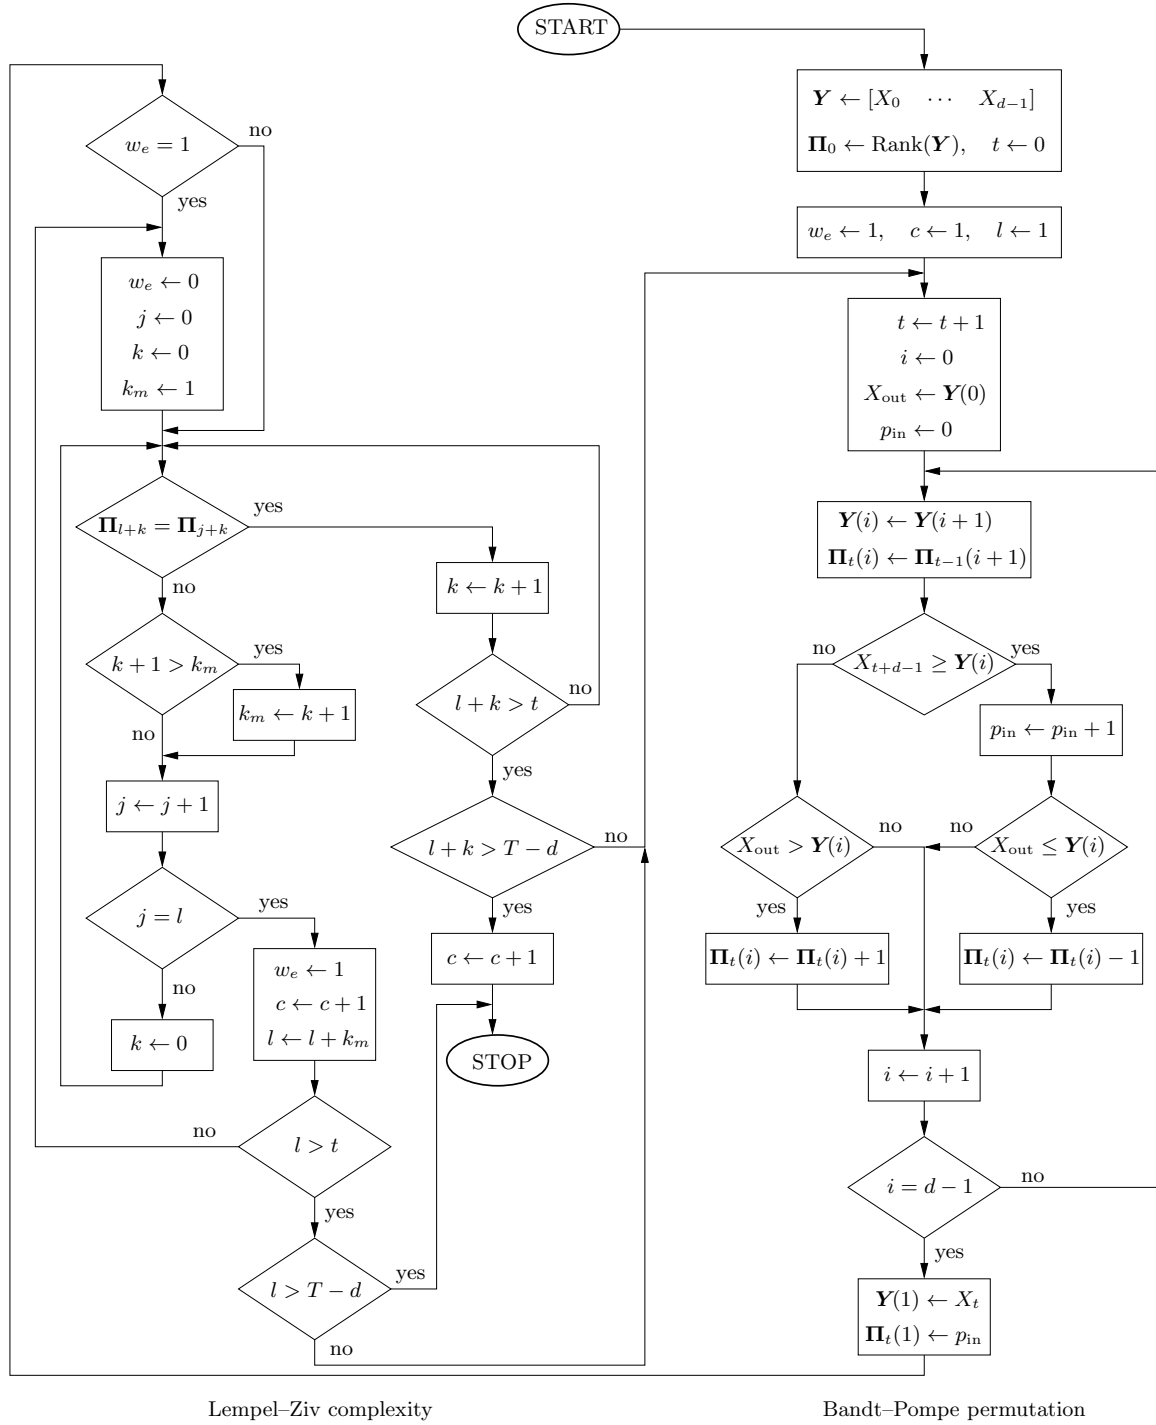 START
Y ← [X₀ ⋯ X_{d−1}]
Π₀ ← Rank(Y), t ← 0
w_e ← 1, c ← 1, l ← 1
t ← t + 1
i ← 0
X_out ← Y(0)
p_in ← 0
Y(i) ← Y(i + 1)
Π_t(i) ← Π_{t−1}(i + 1)
X_{t+d−1} ≥ Y(i)
no
yes
p_in ← p_in + 1
X_out > Y(i)
no
yes
X_out ≤ Y(i)
no
yes
Π_t(i) ← Π_t(i) + 1
Π_t(i) ← Π_t(i) − 1
i ← i + 1
i = d − 1
no
yes
Y(1) ← X_t
Π_t(1) ← p_in
Bandt–Pompe permutation
w_e = 1
no
yes
w_e ← 0
j ← 0
k ← 0
k_m ← 1
Π_{l+k} = Π_{j+k}
yes
no
k ← k + 1
k + 1 > k_m
yes
no
k_m ← k + 1
l + k > t
no
yes
j ← j + 1
l + k > T − d
no
yes
j = l
yes
no
c ← c + 1
w_e ← 1
c ← c + 1
l ← l + k_m
k ← 0
STOP
l > t
no
yes
l > T − d
yes
no
Lempel–Ziv complexity